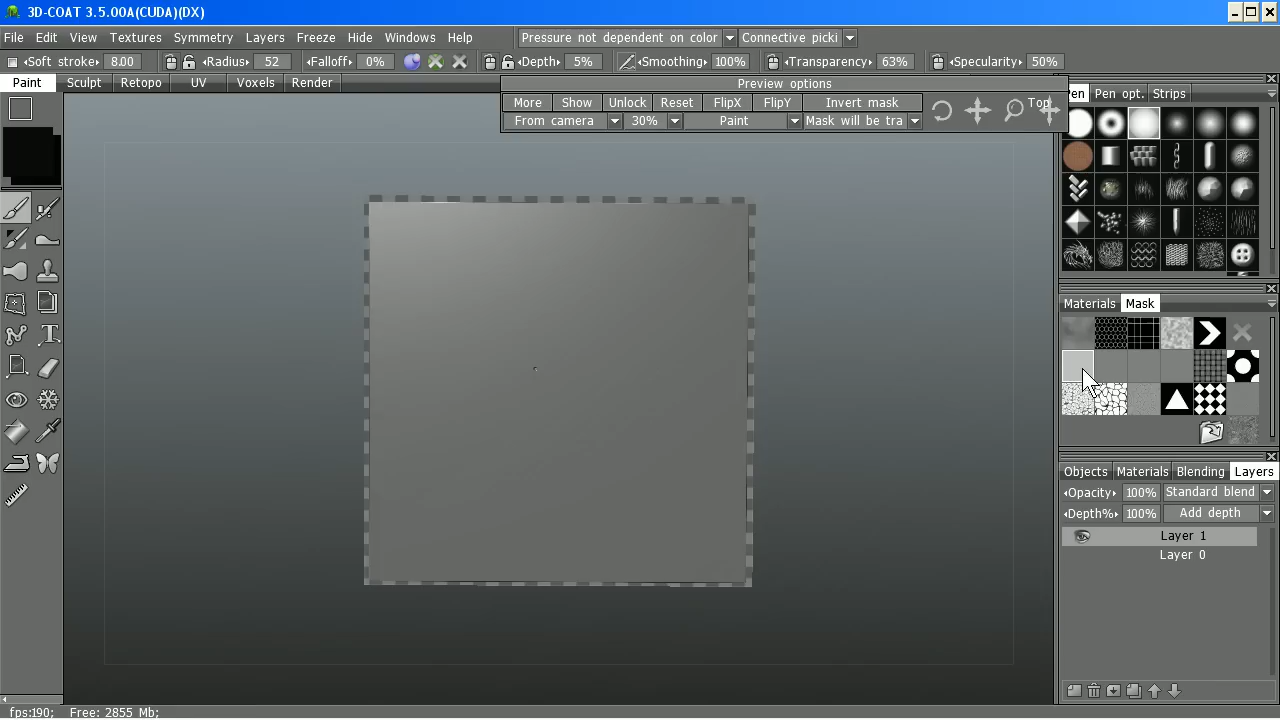 3D-COAT 3.5.00A(CUDA)(DX)
File Edit View Textures Symmetry Layers Freeze Hide Windows Help Pressure not dependent on color Connective picki
Soft stroke 8.00 Radius 52 Falloff 0% Depth 5% Smoothing 100% Transparency 63% Specularity 50%
Paint Sculpt Retopo UV Voxels Render
Preview options
More Show Unlock Reset FlipX FlipY Invert mask
From camera 30% Paint Mask will be tra
Top
en Pen opt. Strips
Materials Mask
Objects Materials Blending Layers
Opacity 100% Standard blend
Depth% 100% Add depth
Layer 1
Layer 0
fps:190; Free: 2855 Mb;